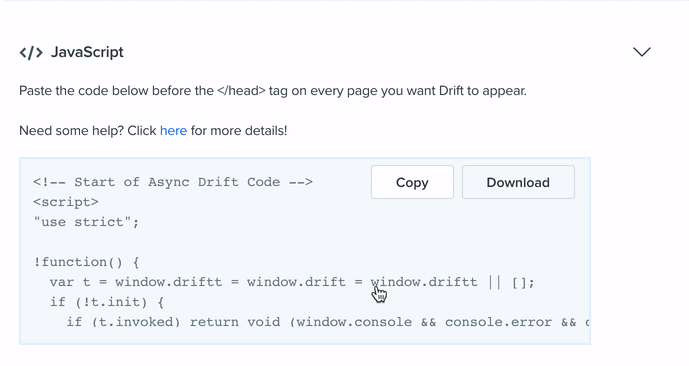 </> JavaScript
Paste the code below before the </head> tag on every page you want Drift to appear.
Need some help? Click here for more details!
Copy Download
<!-- Start of Async Drift Code -->
<script>
"use strict";
!function() {
var t = window.driftt = window.drift = window.driftt || [];
if (!t.init) {
if (t.invoked) return void (window.console && console.error && c